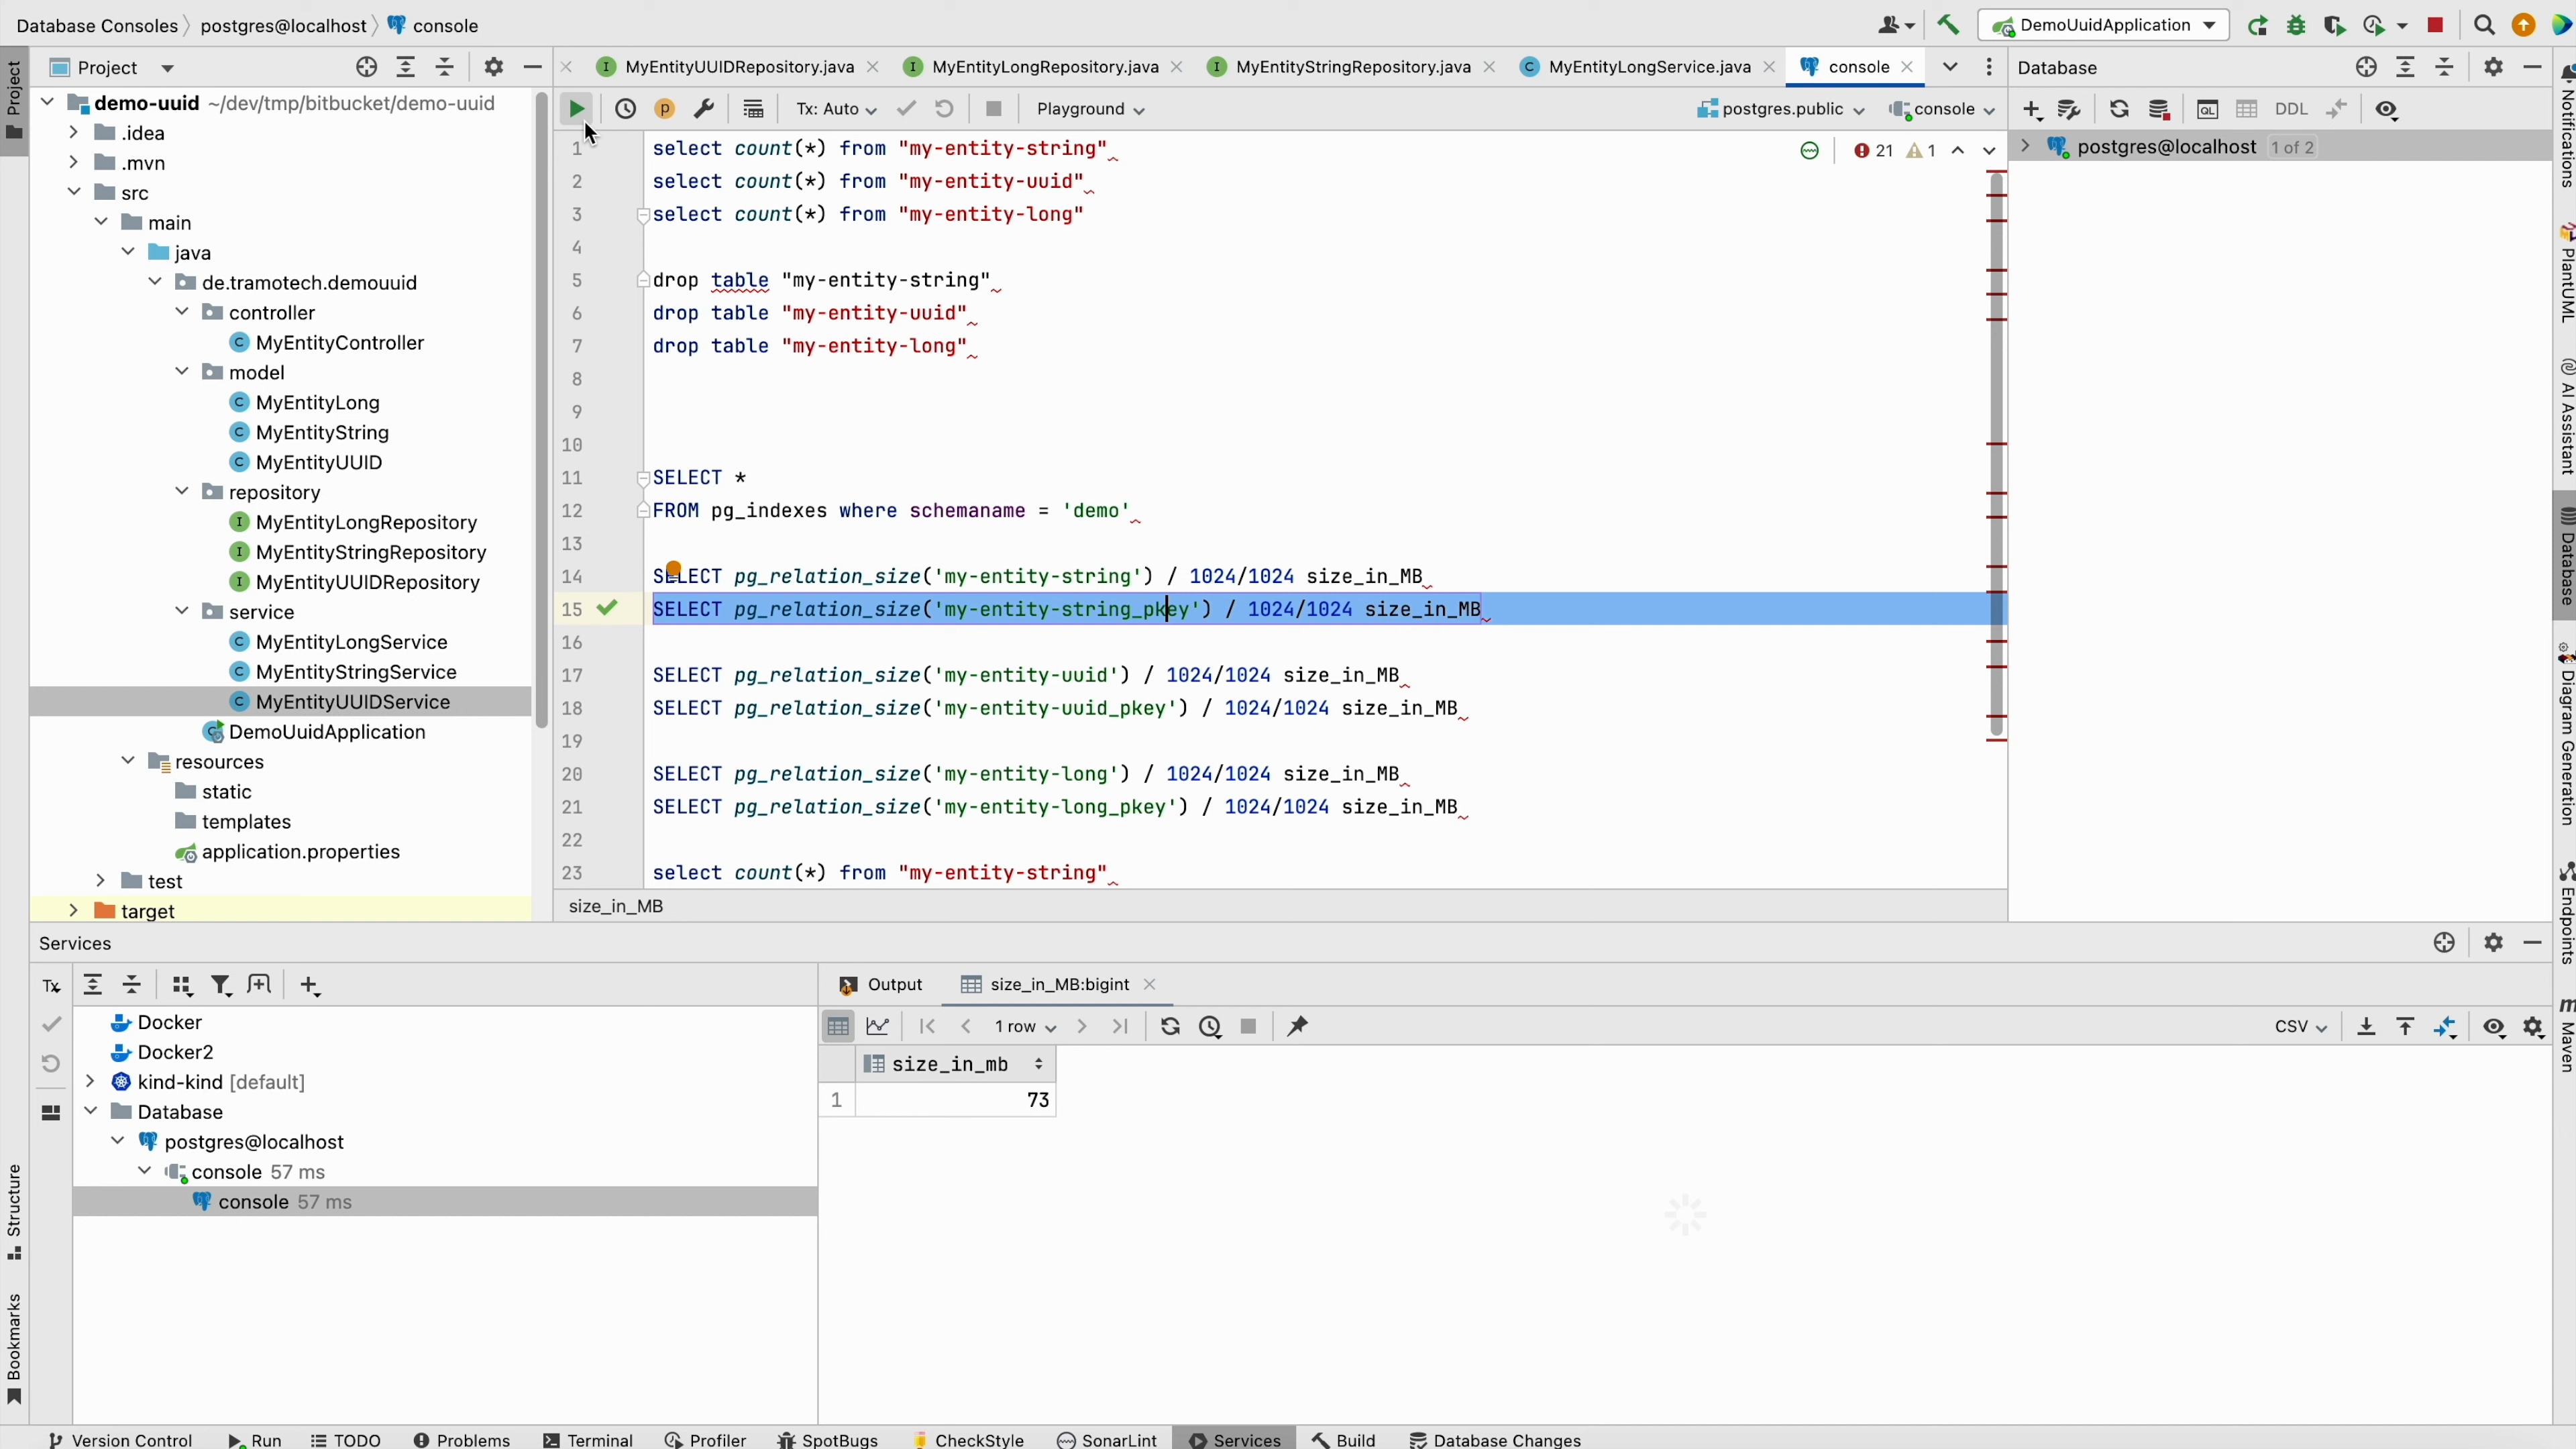 Database Consoles postgres@localhost console
DemoUuidApplication
Project
MyEntityUUIDRepository.java
MyEntityLongRepository.java
MyEntityStringRepository.java
MyEntityLongService.java
console
Database
Tx: Auto
Playground
postgres.public
console
DDL
postgres@localhost 1 of 2
Project
Structure
Bookmarks
demo-uuid ~/dev/tmp/bitbucket/demo-uuid
.idea
.mvn
src
main
java
de.tramotech.demouuid
controller
MyEntityController
model
MyEntityLong
MyEntityString
MyEntityUUID
repository
MyEntityLongRepository
MyEntityStringRepository
MyEntityUUIDRepository
service
MyEntityLongService
MyEntityStringService
MyEntityUUIDService
DemoUuidApplication
resources
static
templates
application.properties
test
target
21 1
1 select count(*) from "my-entity-string"
2 select count(*) from "my-entity-uuid"
3 select count(*) from "my-entity-long"
4
5 drop table "my-entity-string"
6 drop table "my-entity-uuid"
7 drop table "my-entity-long"
8
9
10
11 SELECT *
12 FROM pg_indexes where schemaname = 'demo'
13
14 SELECT pg_relation_size('my-entity-string') / 1024/1024 size_in_MB
15 SELECT pg_relation_size('my-entity-string_pkey') / 1024/1024 size_in_MB
16
17 SELECT pg_relation_size('my-entity-uuid') / 1024/1024 size_in_MB
18 SELECT pg_relation_size('my-entity-uuid_pkey') / 1024/1024 size_in_MB
19
20 SELECT pg_relation_size('my-entity-long') / 1024/1024 size_in_MB
21 SELECT pg_relation_size('my-entity-long_pkey') / 1024/1024 size_in_MB
22
23 select count(*) from "my-entity-string"
size_in_MB
Notifications
PlantUML
AI Assistant
Database
Diagram Generation
Endpoints
Maven
Services
Tx
Docker
Docker2
kind-kind [default]
Database
postgres@localhost
console 57 ms
console 57 ms
Output
size_in_MB:bigint
1 row
CSV
size_in_mb
1 73
Version Control
Run
TODO
Problems
Terminal
Profiler
SpotBugs
CheckStyle
SonarLint
Services
Build
Database Changes